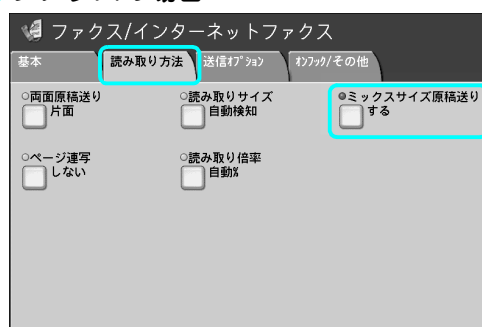 ファクス/インターネットファクス
基本 読み取り方法 送信オプション オンフック/その他
両面原稿送り 読み取りサイズ ミックスサイズ原稿送り
片面 自動検知 する
ページ連写 読み取り倍率
しない 自動%